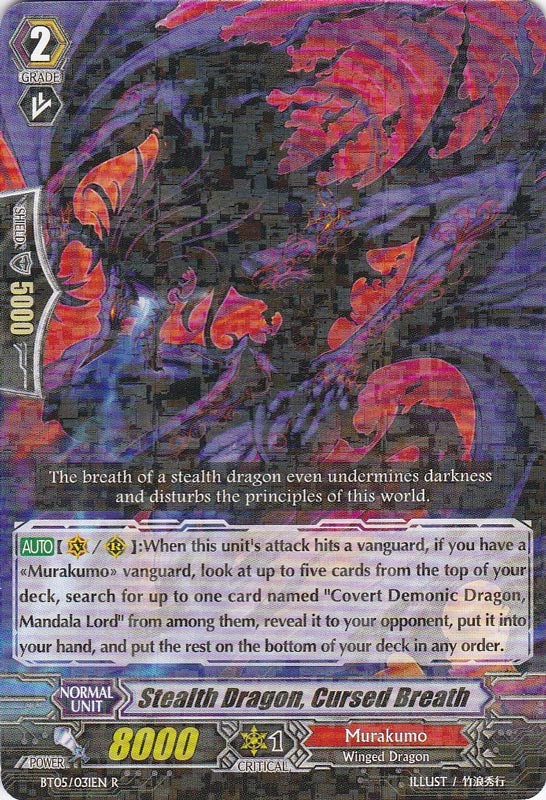 2
GRADE
SHIELD
5000
The breath of a stealth dragon even undermines darkness
and disturbs the principles of this world.
AUTO [ / R ]:When this unit's attack hits a vanguard, if you have a
«Murakumo» vanguard, look at up to five cards from the top of your
deck, search for up to one card named "Covert Demonic Dragon,
Mandala Lord" from among them, reveal it to your opponent, put it into
your hand, and put the rest on the bottom of your deck in any order.
NORMAL
UNIT
Stealth Dragon, Cursed Breath
POWER
8000
1
CRITICAL
Murakumo
Winged Dragon
BT05/031EN R
ILLUST / 竹浪秀行